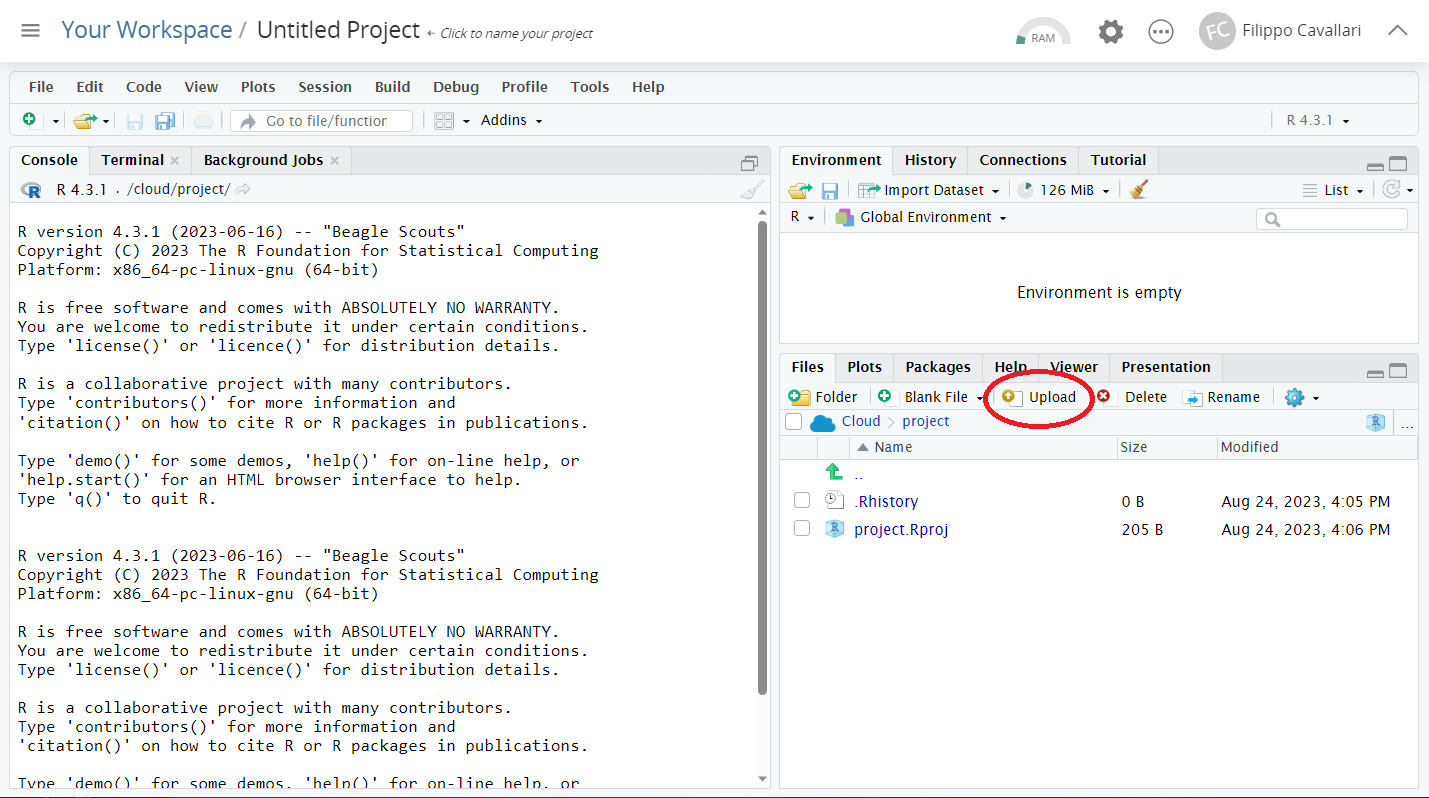 Your Workspace / Untitled Project ← Click to name your project
RAM
FC Filippo Cavallari
File Edit Code View Plots Session Build Debug Profile Tools Help
Go to file/function Addins R 4.3.1
Console Terminal Background Jobs
R R 4.3.1 . /cloud/project/
R version 4.3.1 (2023-06-16) -- "Beagle Scouts"
Copyright (C) 2023 The R Foundation for Statistical Computing
Platform: x86_64-pc-linux-gnu (64-bit)
R is free software and comes with ABSOLUTELY NO WARRANTY.
You are welcome to redistribute it under certain conditions.
Type 'license()' or 'licence()' for distribution details.
R is a collaborative project with many contributors.
Type 'contributors()' for more information and
'citation()' on how to cite R or R packages in publications.
Type 'demo()' for some demos, 'help()' for on-line help, or
'help.start()' for an HTML browser interface to help.
Type 'q()' to quit R.
R version 4.3.1 (2023-06-16) -- "Beagle Scouts"
Copyright (C) 2023 The R Foundation for Statistical Computing
Platform: x86_64-pc-linux-gnu (64-bit)
R is free software and comes with ABSOLUTELY NO WARRANTY.
You are welcome to redistribute it under certain conditions.
Type 'license()' or 'licence()' for distribution details.
R is a collaborative project with many contributors.
Type 'contributors()' for more information and
'citation()' on how to cite R or R packages in publications.
Type 'demo()' for some demos, 'help()' for on-line help, or
Environment History Connections Tutorial
Import Dataset 126 MiB List
R Global Environment
Environment is empty
Files Plots Packages Help Viewer Presentation
Folder Blank File Upload Delete Rename
Cloud > project R ...
Name Size Modified
..
.Rhistory 0 B Aug 24, 2023, 4:05 PM
R project.Rproj 205 B Aug 24, 2023, 4:06 PM